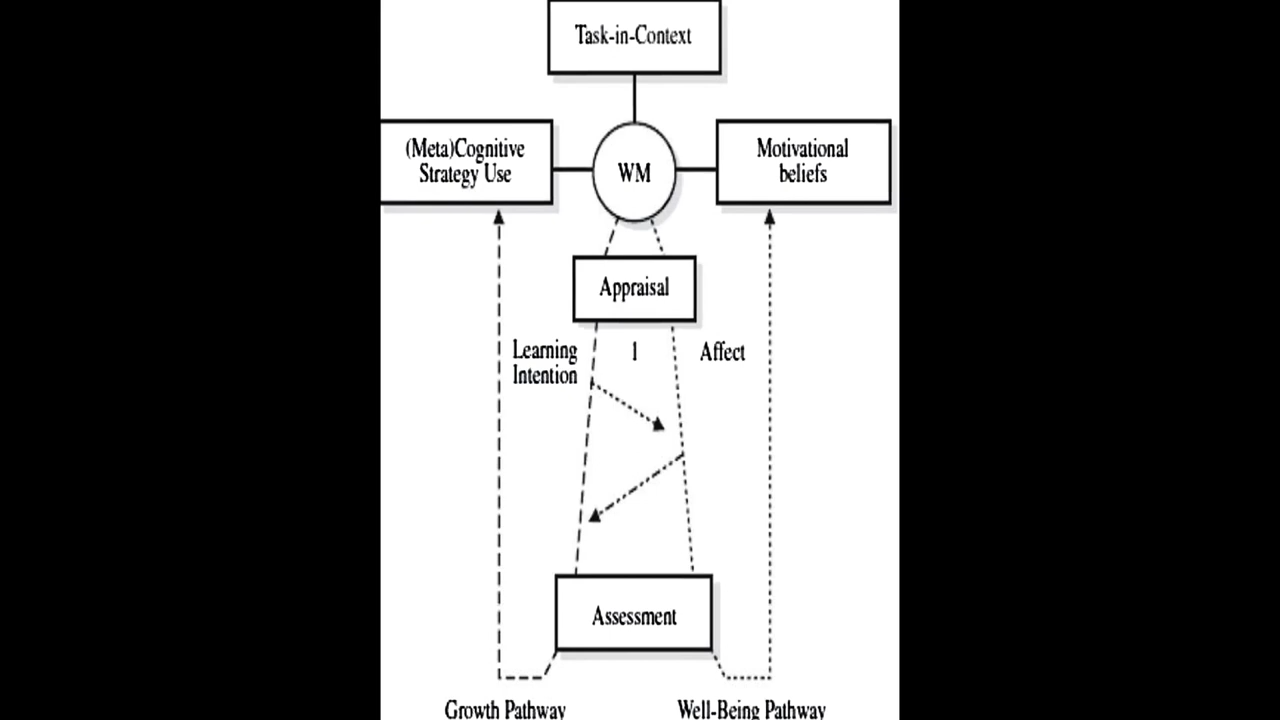 Task-in-Context
(Meta)Cognitive
Strategy Use
WM
Motivational
beliefs
Appraisal
Learning
Intention
1
Affect
Assessment
Growth Pathway
Well-Being Pathway